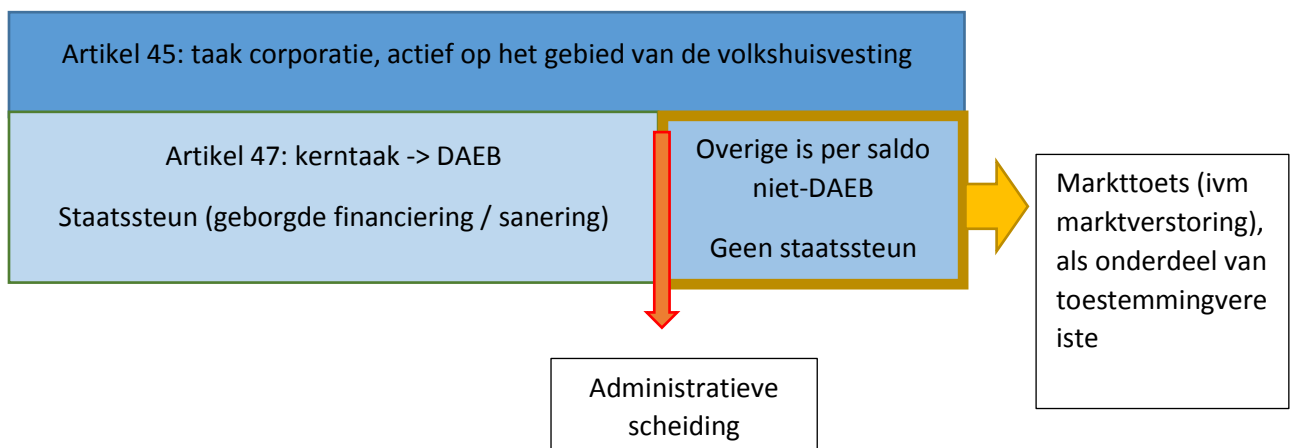 Artikel 45: taak corporatie, actief op het gebied van de volkshuisvesting
Artikel 47: kerntaak -> DAEB
Staatssteun (geborgde financiering / sanering)
Overige is per saldo
niet-DAEB
Geen staatssteun
Markttoets (ivm
marktverstoring),
als onderdeel van
toestemmingvere
iste
Administratieve
scheiding